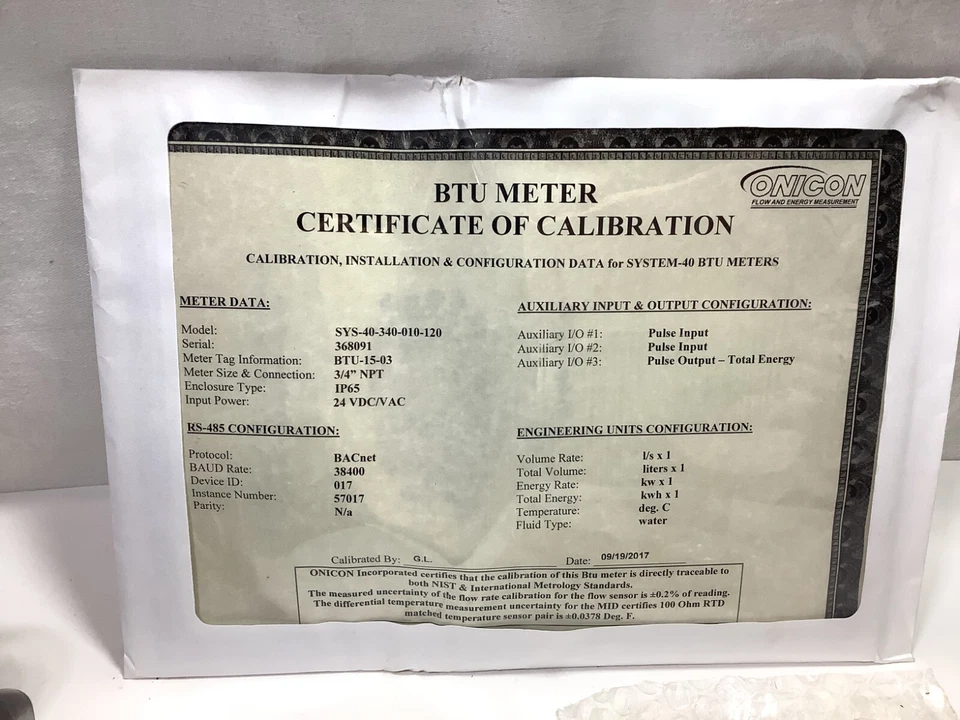 ONICON
FLOW AND ENERGY MEASUREMENT
BTU METER
CERTIFICATE OF CALIBRATION
CALIBRATION, INSTALLATION & CONFIGURATION DATA for SYSTEM-40 BTU METERS
METER DATA:
Model: SYS-40-340-010-120
Serial: 368091
Meter Tag Information: BTU-15-03
Meter Size & Connection: 3/4” NPT
Enclosure Type: IP65
Input Power: 24 VDC/VAC
AUXILIARY INPUT & OUTPUT CONFIGURATION:
Auxiliary I/O #1: Pulse Input
Auxiliary I/O #2: Pulse Input
Auxiliary I/O #3: Pulse Output – Total Energy
RS-485 CONFIGURATION:
Protocol: BACnet
BAUD Rate: 38400
Device ID: 017
Instance Number: 57017
Parity: N/a
ENGINEERING UNITS CONFIGURATION:
Volume Rate: l/s x 1
Total Volume: liters x 1
Energy Rate: kw x 1
Total Energy: kwh x 1
Temperature: deg. C
Fluid Type: water
Calibrated By: G.L. Date: 09/19/2017
ONICON Incorporated certifies that the calibration of this Btu meter is directly traceable to
both NIST & International Metrology Standards.
The measured uncertainty of the flow rate calibration for the flow sensor is ±0.2% of reading.
The differential temperature measurement uncertainty for the MID certifies 100 Ohm RTD
matched temperature sensor pair is ±0.0378 Deg. F.